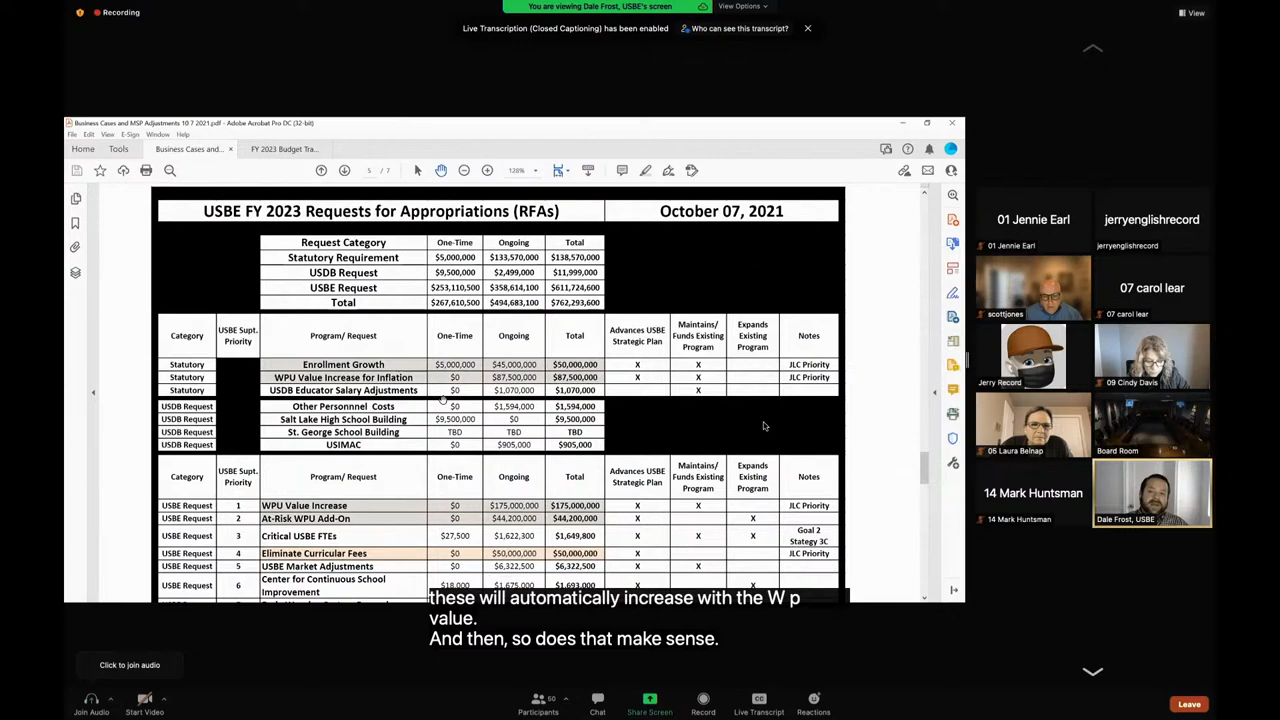 Recording
You are viewing Dale Frost, USBE's screen
View Options
View
Live Transcription (Closed Captioning) has been enabled
Who can see this transcript?
Business Cases and MSP Adjustments 10 7 2021.pdf - Adobe Acrobat Pro DC (32-bit)
File Edit View E-Sign Window Help
Home Tools Business Cases and ... × FY 2023 Budget Tra...
5 / 7 128%
USBE FY 2023 Requests for Appropriations (RFAs) October 07, 2021
Request Category One-Time Ongoing Total
Statutory Requirement $5,000,000 $133,570,000 $138,570,000
USDB Request $9,500,000 $2,499,000 $11,999,000
USBE Request $253,110,500 $358,614,100 $611,724,600
Total $267,610,500 $494,683,100 $762,293,600
Category USBE Supt. Priority Program/ Request One-Time Ongoing Total Advances USBE Strategic Plan Maintains/ Funds Existing Program Expands Existing Program Notes
Statutory Enrollment Growth $5,000,000 $45,000,000 $50,000,000 X X JLC Priority
Statutory WPU Value Increase for Inflation $0 $87,500,000 $87,500,000 X X JLC Priority
Statutory USDB Educator Salary Adjustments $0 $1,070,000 $1,070,000 X
USDB Request Other Personnnel Costs $0 $1,594,000 $1,594,000
USDB Request Salt Lake High School Building $9,500,000 $0 $9,500,000
USDB Request St. George School Building TBD TBD TBD
USDB Request USIMAC $0 $905,000 $905,000
Category USBE Supt. Priority Program/ Request One-Time Ongoing Total Advances USBE Strategic Plan Maintains/ Funds Existing Program Expands Existing Program Notes
USBE Request 1 WPU Value Increase $0 $175,000,000 $175,000,000 X X JLC Priority
USBE Request 2 At-Risk WPU Add-On $0 $44,200,000 $44,200,000 X X
USBE Request 3 Critical USBE FTEs $27,500 $1,622,300 $1,649,800 X X X Goal 2 Stategy 3C
USBE Request 4 Eliminate Curricular Fees $0 $50,000,000 $50,000,000 X JLC Priority
USBE Request 5 USBE Market Adjustments $0 $6,322,500 $6,322,500 X X
USBE Request 6 Center for Continuous School Improvement $18,000 $1,675,000 $1,693,000 X X
these will automatically increase with the W p
value.
And then, so does that make sense.
01 Jennie Earl
01 Jennie Earl
jerryenglishrecord
jerryenglishrecord
scottjones
07 carol lear
07 carol lear
Jerry Record
09 Cindy Davis
05 Laura Belnap
Board Room
14 Mark Huntsman
14 Mark Huntsman
Dale Frost, USBE
Click to join audio
Join Audio
Start Video
Participants 50
Chat
Share Screen
Record
Live Transcript
Reactions
Leave